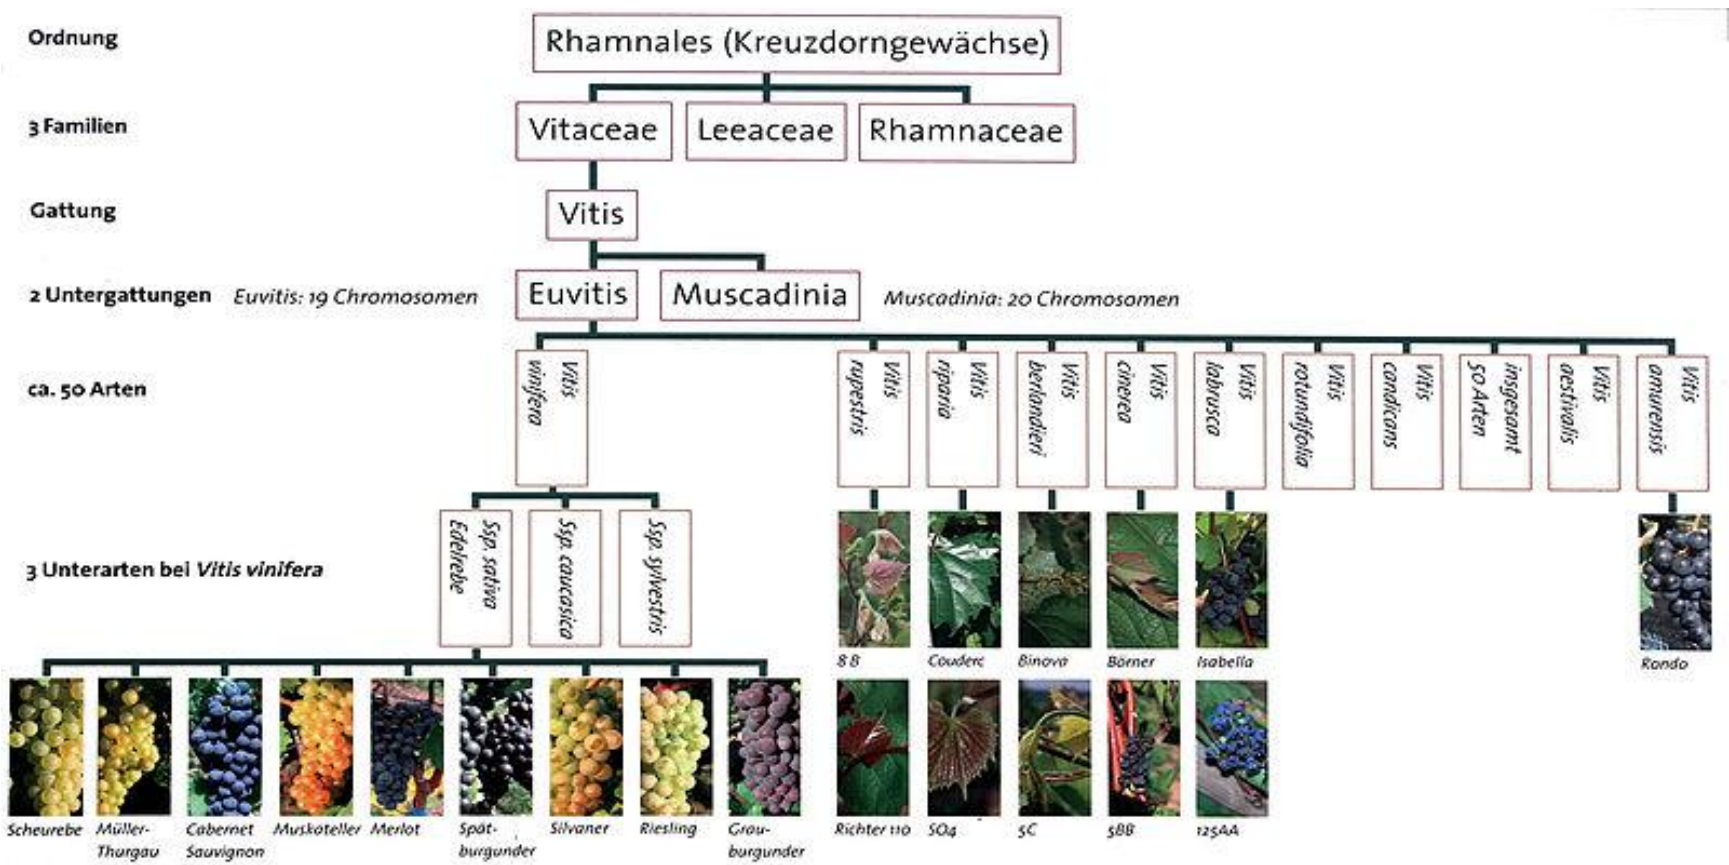 Ordnung
Rhamnales (Kreuzdorngewächse)
3 Familien
Vitaceae
Leeaceae
Rhamnaceae
Gattung
Vitis
2 Untergattungen
Euvitis: 19 Chromosomen
Euvitis
Muscadinia
Muscadinia: 20 Chromosomen
ca. 50 Arten
Vitis
vinifera
Vitis
rupestris
Vitis
riparia
Vitis
berlandieri
Vitis
cinerea
Vitis
labrusca
Vitis
rotundifolia
Vitis
candicans
insgesamt
50 Arten
Vitis
aestivalis
Vitis
amurensis
3 Unterarten bei Vitis vinifera
Ssp. sativa
Edelrebe
Ssp. caucasica
Ssp. sylvestris
8 B
Couderc
Binova
Börner
Isabella
Rondo
Scheurebe
Müller-
Thurgau
Cabernet
Sauvignon
Muskateller
Merlot
Spät-
burgunder
Silvaner
Riesling
Grau-
burgunder
Richter 110
SO4
5C
5BB
125AA